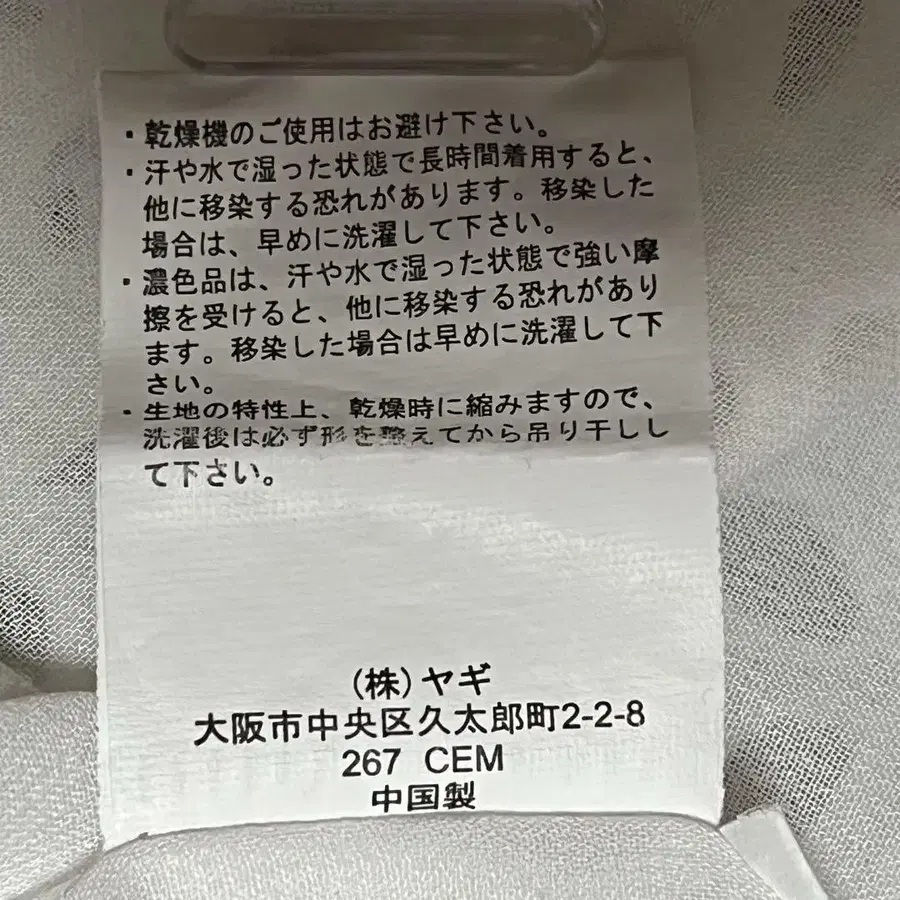 ・乾燥機のご使用はお避け下さい。
・汗や水で湿った状態で長時間着用すると、
他に移染する恐れがあります。移染した
場合は、早めに洗濯して下さい。
・濃色品は、汗や水で湿った状態で強い摩
擦を受けると、他に移染する恐れがあり
ます。移染した場合は早めに洗濯して下
さい。
・生地の特性上、乾燥時に縮みますので、
洗濯後は必ず形を整えてから吊り干しし
て下さい。
(株)ヤギ
大阪市中央区久太郎町2-2-8
267 CEM
中国製